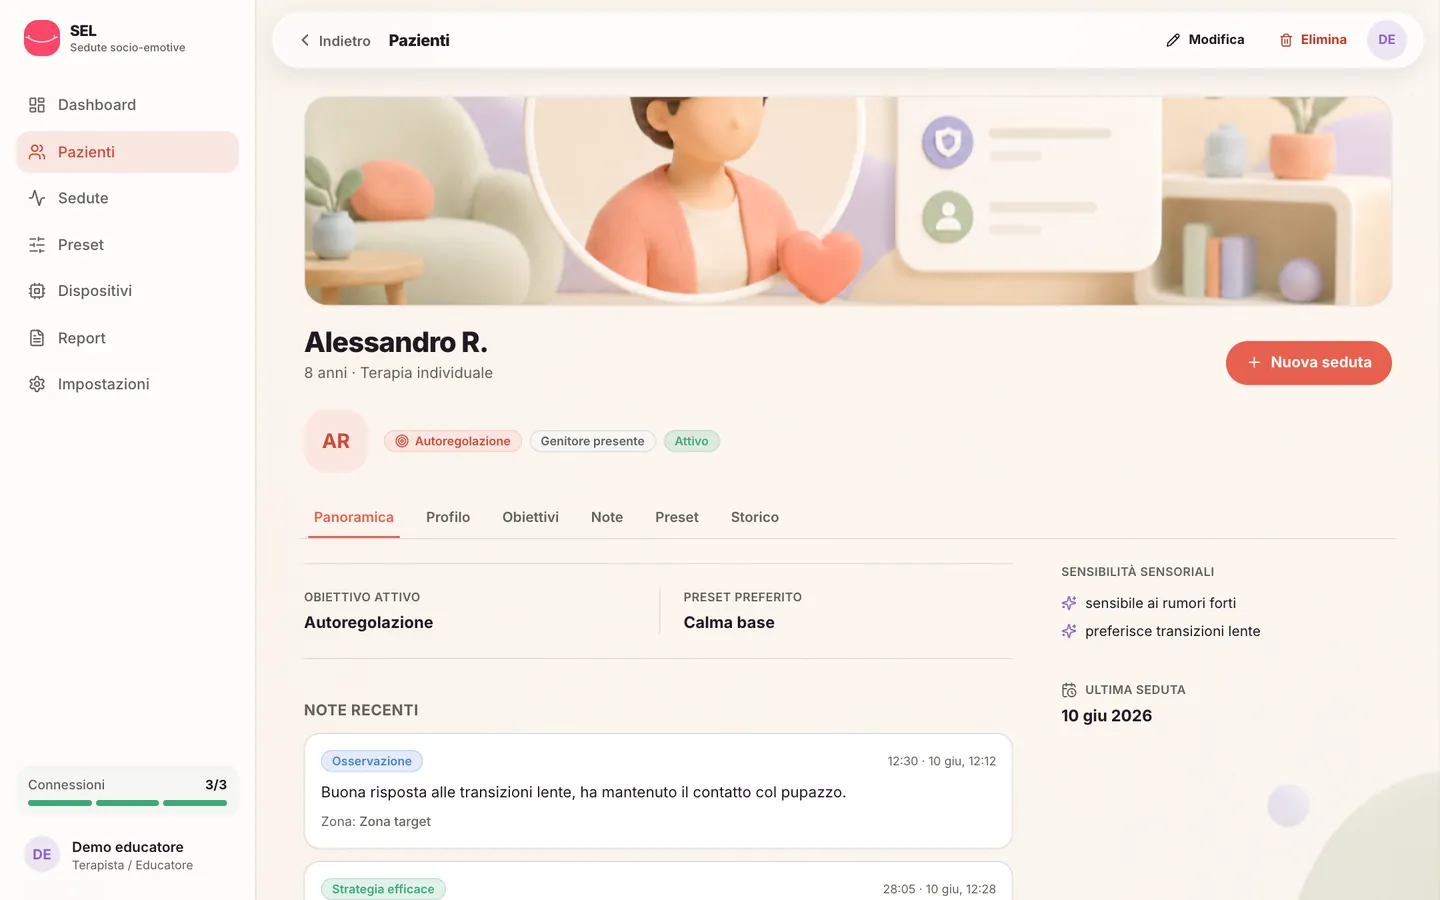 SEL
Sedute socio-emotive
Dashboard
Pazienti
Sedute
Preset
Dispositivi
Report
Impostazioni
Connessioni 3/3
DE
Demo educatore
Terapista / Educatore
Indietro Pazienti
Modifica
Elimina
DE
Alessandro R.
8 anni · Terapia individuale
Nuova seduta
AR
Autoregolazione
Genitore presente
Attivo
Panoramica Profilo Obiettivi Note Preset Storico
OBIETTIVO ATTIVO
Autoregolazione
PRESET PREFERITO
Calma base
NOTE RECENTI
Osservazione 12:30 · 10 giu, 12:12
Buona risposta alle transizioni lente, ha mantenuto il contatto col pupazzo.
Zona: Zona target
Strategia efficace 28:05 · 10 giu, 12:28
SENSIBILITÀ SENSORIALI
sensibile ai rumori forti
preferisce transizioni lente
ULTIMA SEDUTA
10 giu 2026